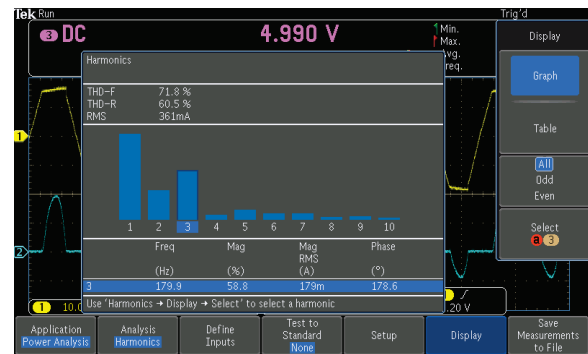 Tek Run
Trig'd
3 DC
4.990 V
Min.
Max.
Avg.
req.
Display
Graph
Table
All
Odd
Even
Select
a 3
Harmonics
THD-F 71.8 %
THD-R 60.5 %
RMS 361mA
1 2 3 4 5 6 7 8 9 10
Freq Mag Mag Phase
RMS
(Hz) (%) (A) (°)
3 179.9 58.8 179m 178.6
Use 'Harmonics → Display → Select' to select a harmonic
1
2
1 10.0
.20 V
Application
Power Analysis
Analysis
Harmonics
Define
Inputs
Test to
Standard
None
Setup
Display
Save
Measurements
to File